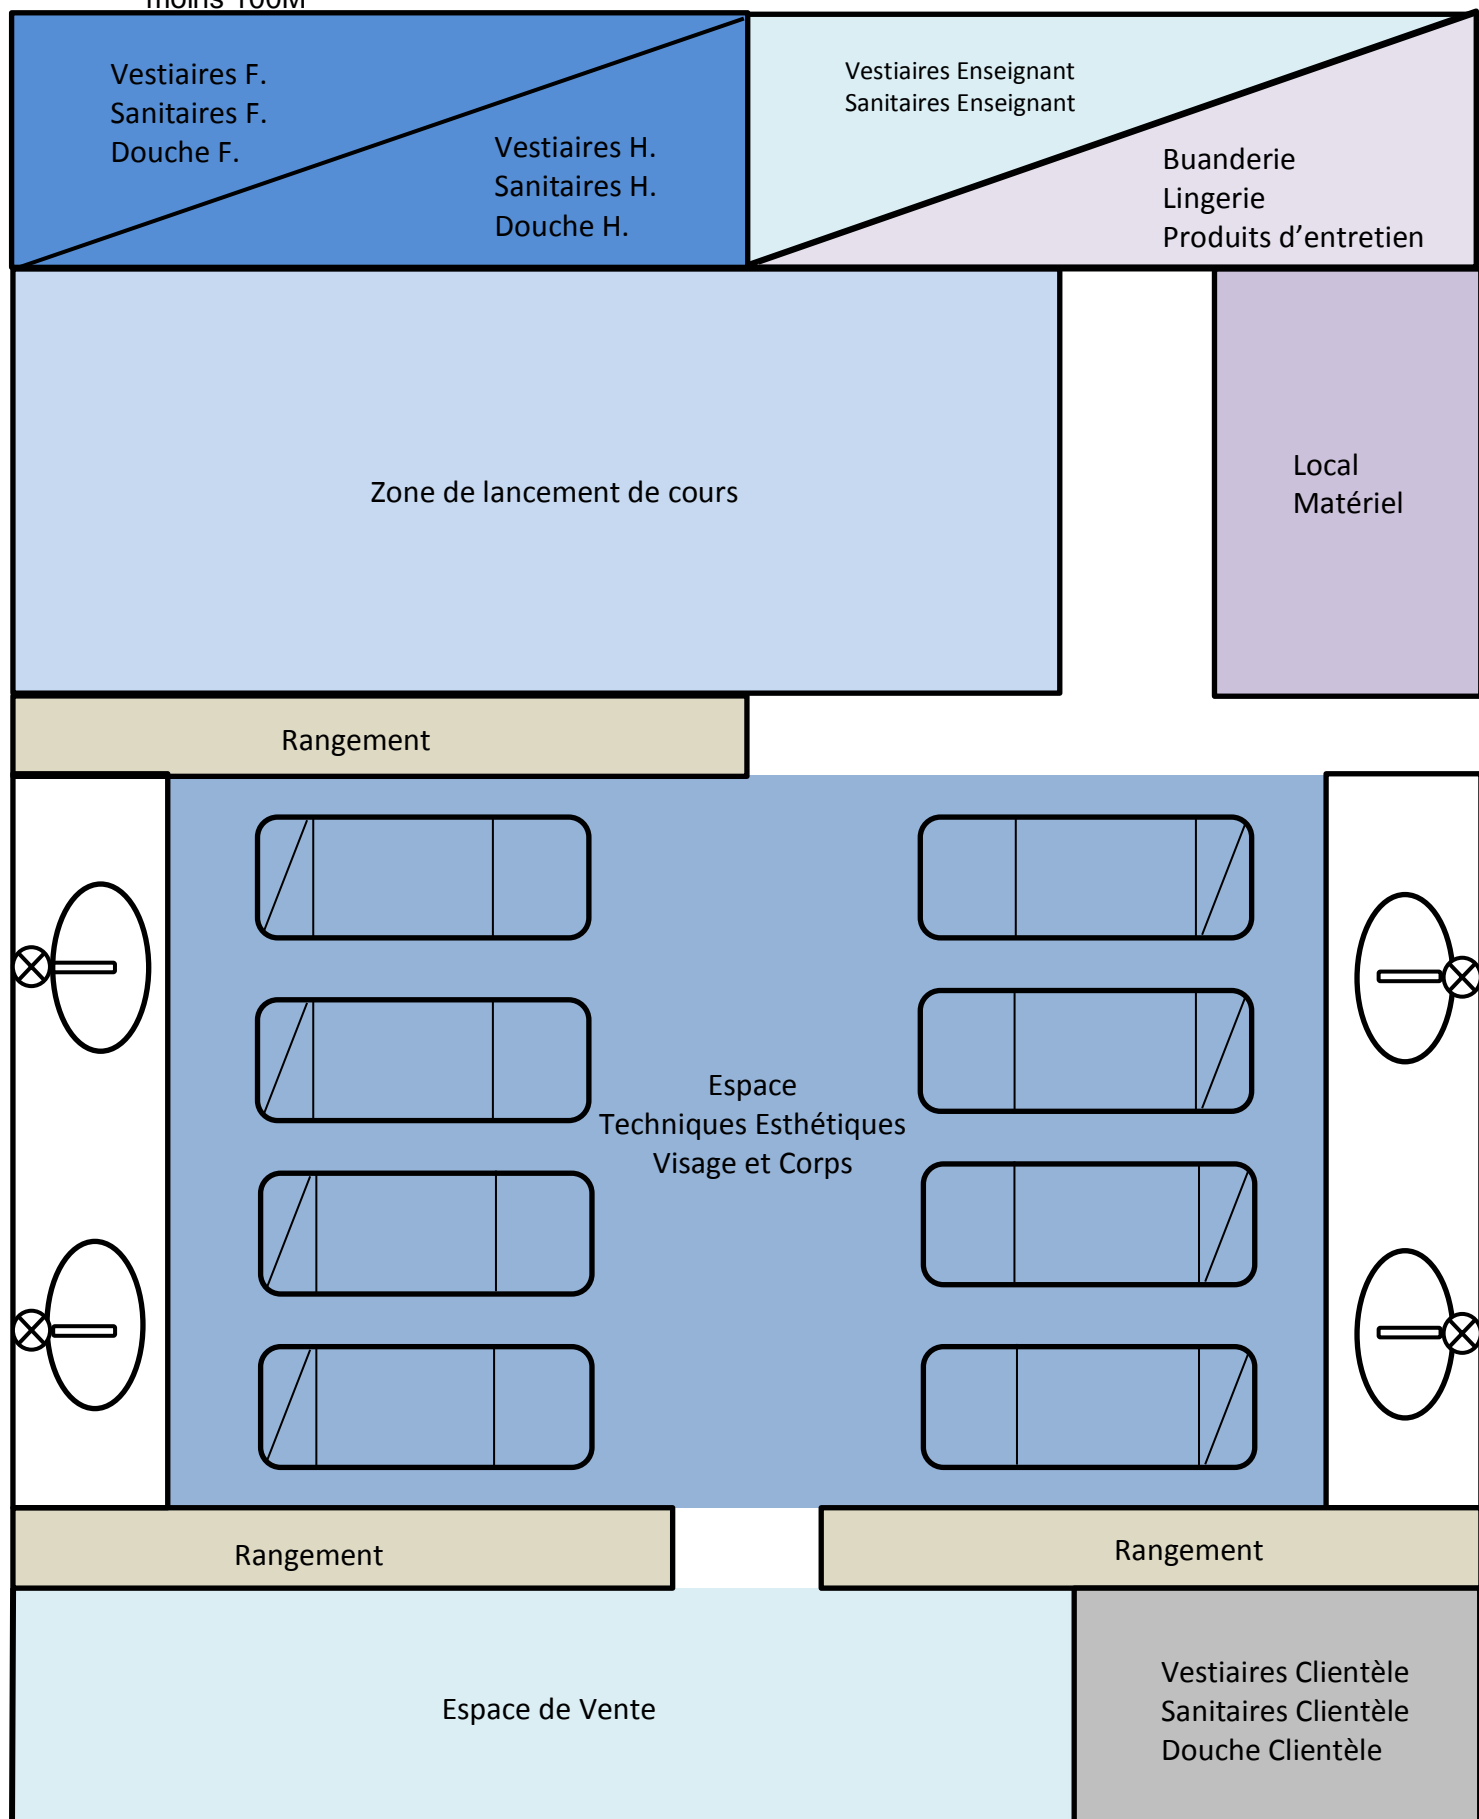 moins 100M
Vestiaires F.
Sanitaires F.
Douche F.
Vestiaires H.
Sanitaires H.
Douche H.
Vestiaires Enseignant
Sanitaires Enseignant
Buanderie
Lingerie
Produits d’entretien
Zone de lancement de cours
Local
Matériel
Rangement
Espace
Techniques Esthétiques
Visage et Corps
Rangement
Rangement
Espace de Vente
Vestiaires Clientèle
Sanitaires Clientèle
Douche Clientèle